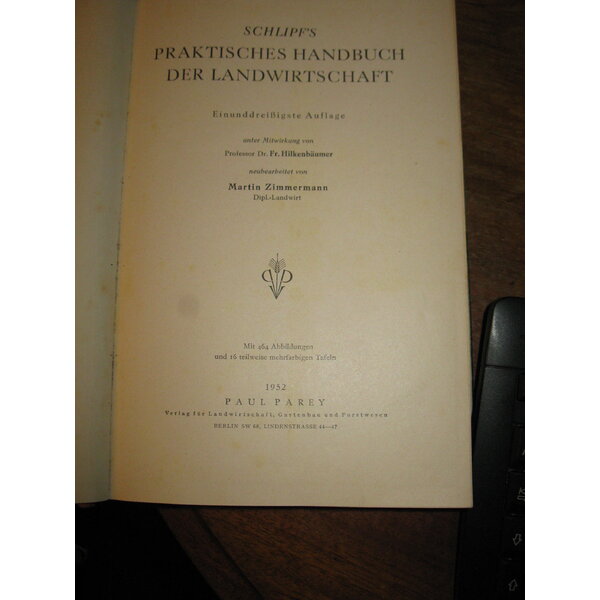 SCHLIPF'S
PRAKTISCHES HANDBUCH
DER LANDWIRTSCHAFT
Einunddreißigste Auflage
unter Mitwirkung von
Professor Dr. Fr. Hilkenbäumer
neubearbeitet von
Martin Zimmermann
Dipl.-Landwirt
Mit 464 Abbildungen
und 16 teilweise mehrfarbigen Tafeln
1952
PAUL PAREY
Verlag für Landwirtschaft, Gartenbau und Forstwesen
BERLIN SW 68, LINDENSTRASSE 44—47